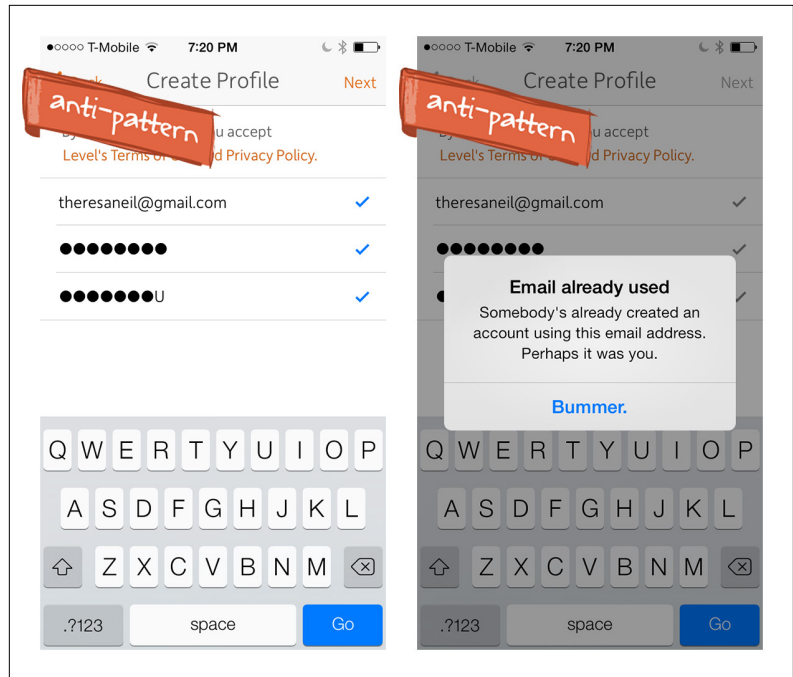 ●○○○○ T-Mobile 7:20 PM
Create Profile Next
anti-pattern
u accept
Level's Terms of d Privacy Policy.
theresaneil@gmail.com
●●●●●●●●
●●●●●●●U
Q W E R T Y U I O P
A S D F G H J K L
Z X C V B N M
.?123 space Go
●○○○○ T-Mobile 7:20 PM
Create Profile Next
anti-pattern
u accept
Level's Terms of d Privacy Policy.
theresaneil@gmail.com
●●●●●●●●
Email already used
Somebody's already created an
account using this email address.
Perhaps it was you.
Bummer.
Q W E R T Y U I O P
A S D F G H J K L
Z X C V B N M
.?123 space Go